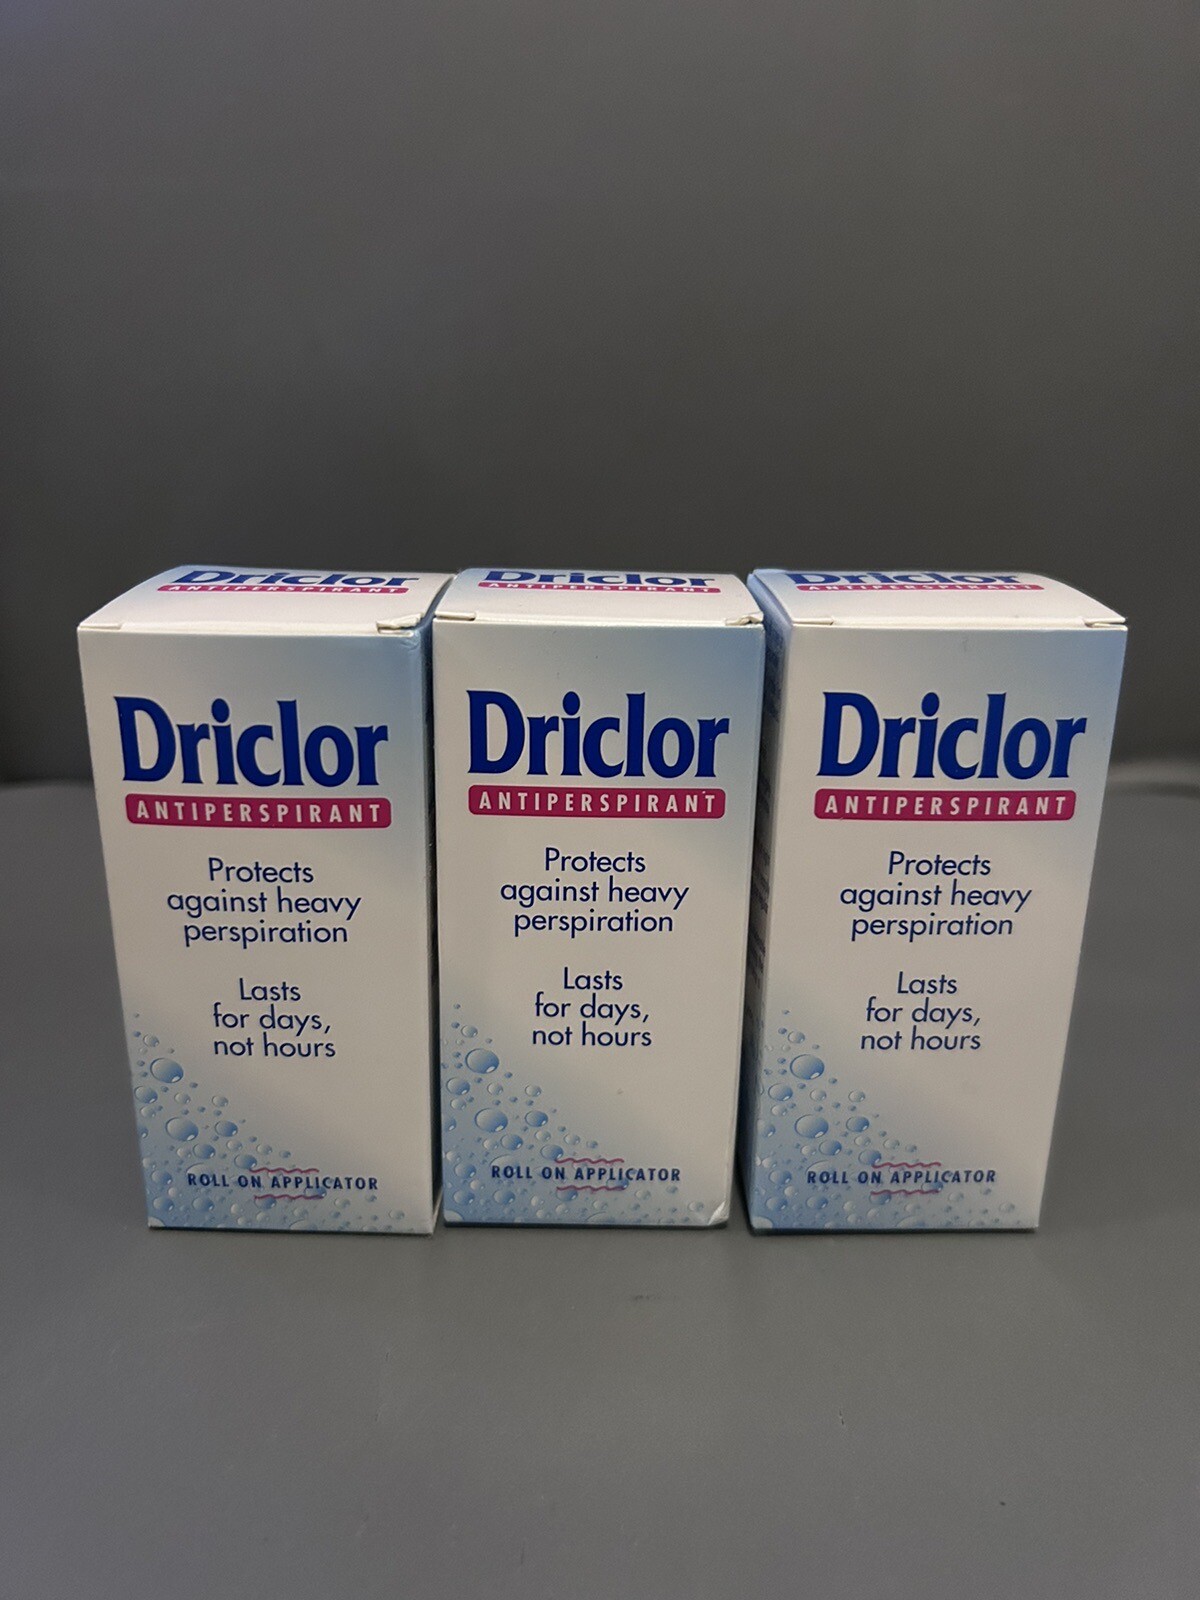 Driclor
ANTIPERSPIRANT
Driclor
ANTIPERSPIRANT
Protects
against heavy
perspiration
Lasts
for days,
not hours
ROLL ON APPLICATOR
Driclor
ANTIPERSPIRANT
Driclor
ANTIPERSPIRANT
Protects
against heavy
perspiration
Lasts
for days,
not hours
ROLL ON APPLICATOR
Driclor
ANTIPERSPIRANT
Driclor
ANTIPERSPIRANT
Protects
against heavy
perspiration
Lasts
for days,
not hours
ROLL ON APPLICATOR